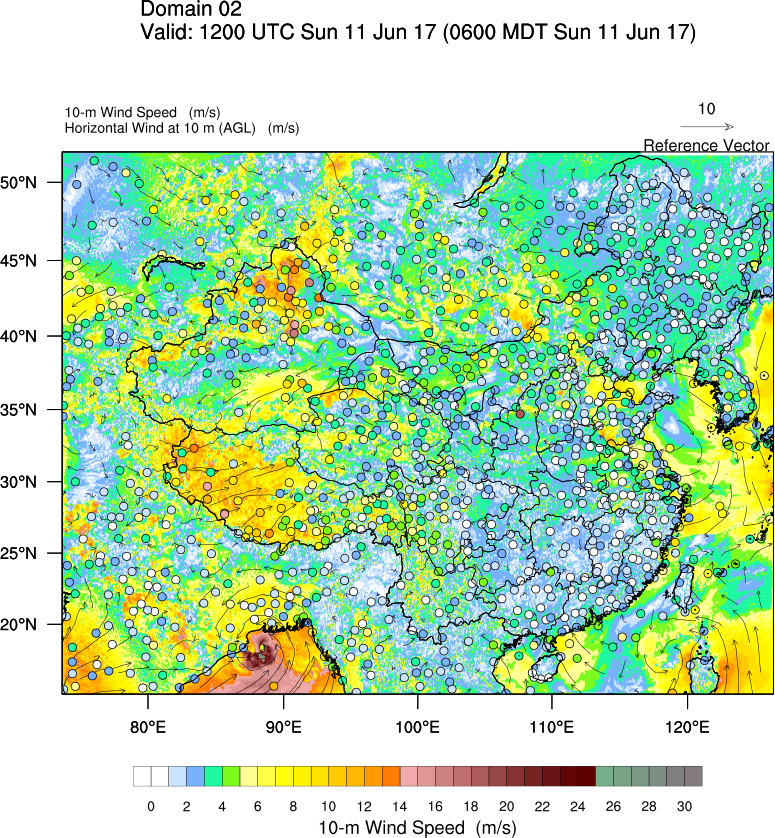 Domain 02
Valid: 1200 UTC Sun 11 Jun 17 (0600 MDT Sun 11 Jun 17)
10-m Wind Speed (m/s)
Horizontal Wind at 10 m (AGL) (m/s)
10
Reference Vector
50°N
45°N
40°N
35°N
30°N
25°N
20°N
80°E 90°E 100°E 110°E 120°E
0 2 4 6 8 10 12 14 16 18 20 22 24 26 28 30
10-m Wind Speed (m/s)